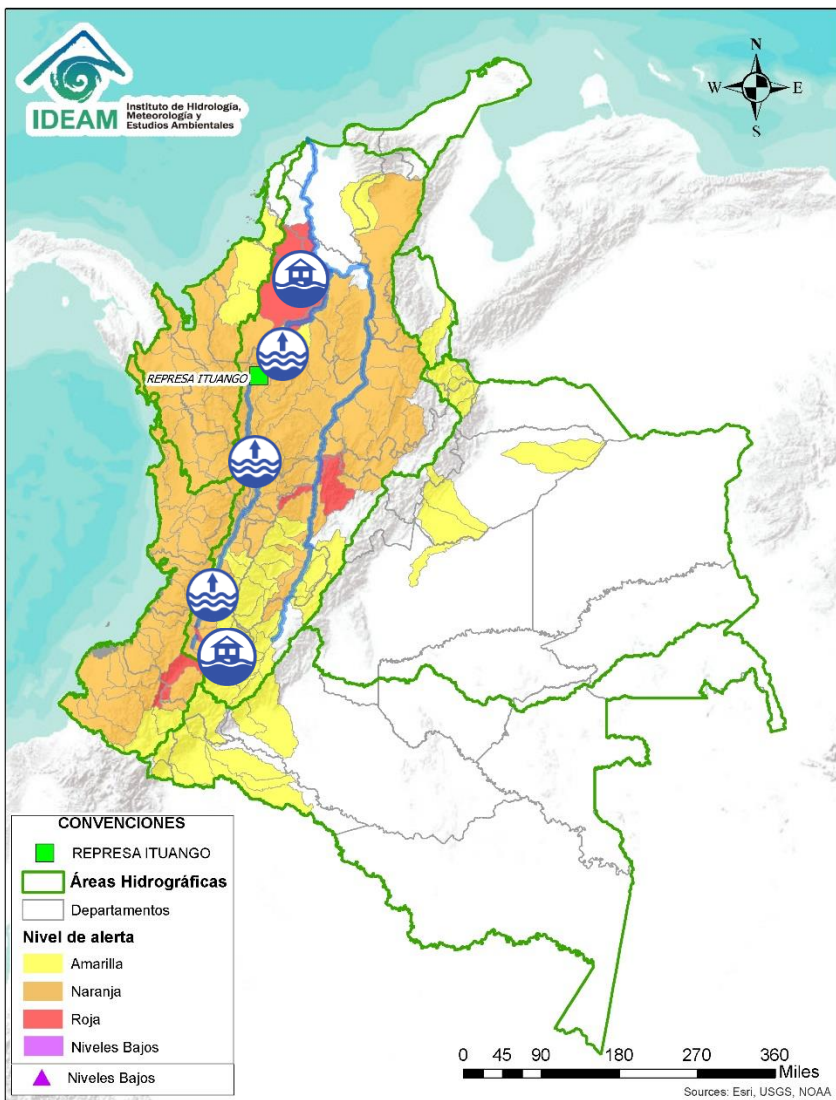 IDEAM
Instituto de Hidrología,
Meteorología y
Estudios Ambientales
N
W
E
S
REPRESA ITUANGO
CONVENCIONES
REPRESA ITUANGO
Áreas Hidrográficas
Departamentos
Nivel de alerta
Amarilla
Naranja
Roja
Niveles Bajos
Niveles Bajos
0 45 90 180 270 360
Miles
Sources: Esri, USGS, NOAA